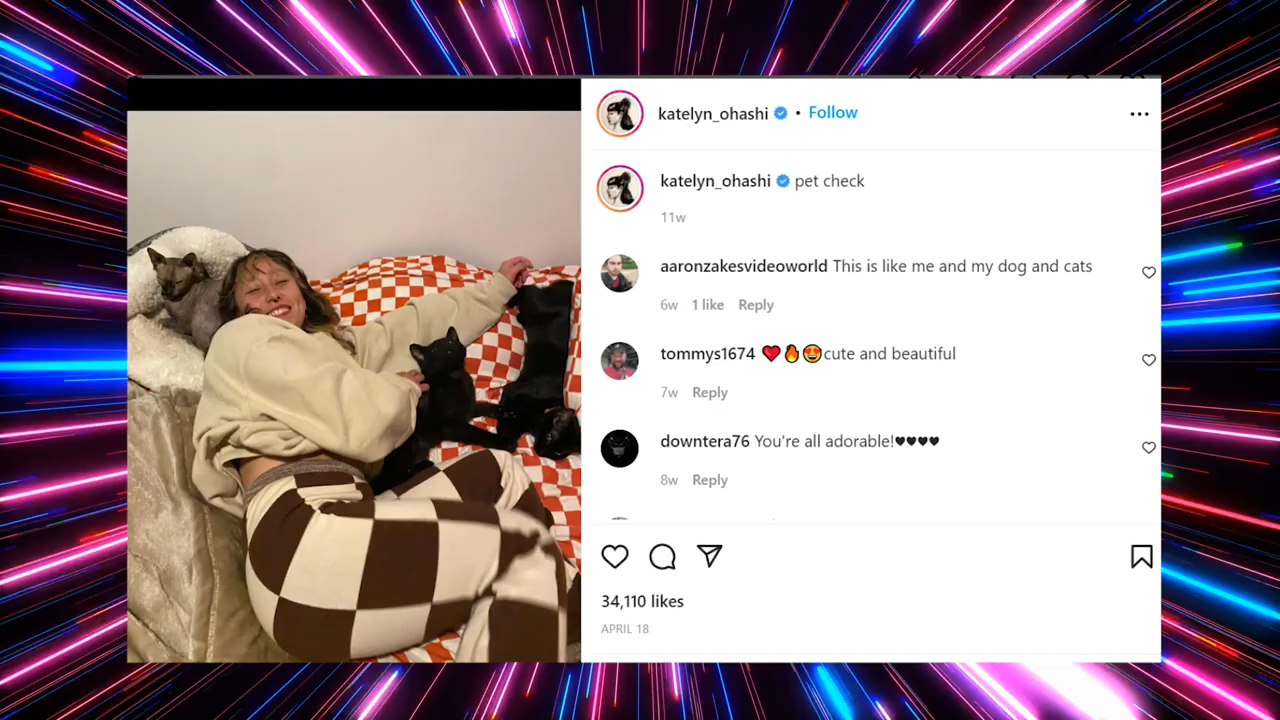 katelyn_ohashi • Follow
katelyn_ohashi pet check
11w
aaronzakesvideoworld This is like me and my dog and cats
6w 1 like Reply
tommys1674 ❤️🔥😍cute and beautiful
7w Reply
downtera76 You're all adorable!♥♥♥♥
8w Reply
34,110 likes
APRIL 18